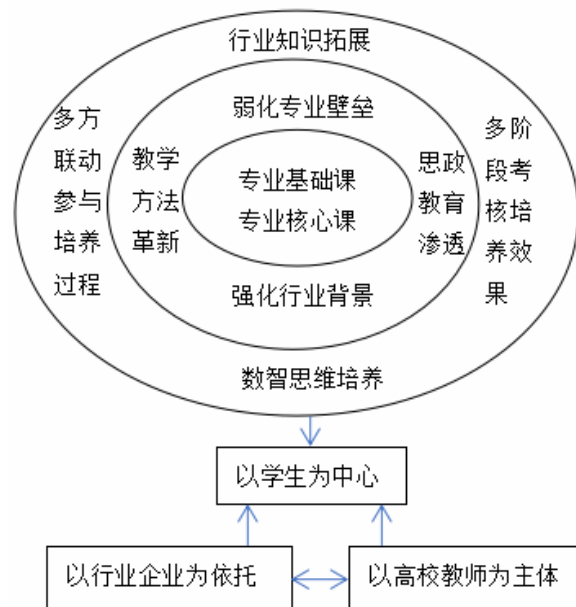 行业知识拓展
多方
联动
参与
培养
过程
弱化专业壁垒
教学
方法
革新
专业基础课
专业核心课
思政
教育
渗透
多阶
段考
核培
养效
果
强化行业背景
数智思维培养
以学生为中心
以行业企业为依托
以高校教师为主体